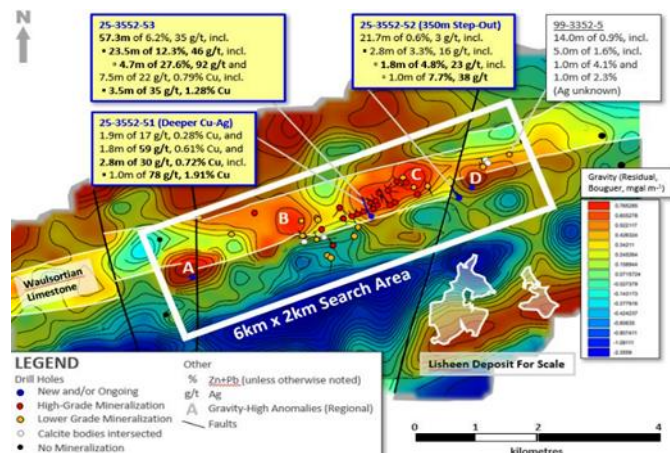 N
25-3552-53
57.3m of 6.2%, 35 g/t, incl.
• 23.5m of 12.3%, 46 g/t, incl.
• 4.7m of 27.6%, 92 g/t and
7.5m of 22 g/t, 0.79% Cu, incl.
• 3.5m of 35 g/t, 1.28% Cu
25-3552-52 (350m Step-Out)
21.7m of 0.6%, 3 g/t, incl.
• 2.8m of 3.3%, 16 g/t, incl.
• 1.8m of 4.8%, 23 g/t, incl.
• 1.0m of 7.7%, 38 g/t
99-3352-5
14.0m of 0.9%, incl.
5.0m of 1.6%, incl.
1.0m of 4.1% and
1.0m of 2.3%
(Ag unknown)
25-3552-51 (Deeper Cu-Ag)
1.9m of 17 g/t, 0.28% Cu, and
1.8m of 59 g/t, 0.61% Cu, and
2.8m of 30 g/t, 0.72% Cu, incl.
• 1.0m of 78 g/t, 1.91% Cu
A
B
C
D
Waulsortian
Limestone
6km x 2km Search Area
Gravity (Residual,
Bouguer, mgal m⁻¹)
Lisheen Deposit For Scale
LEGEND
Drill Holes
New and/or Ongoing
High-Grade Mineralization
Lower Grade Mineralization
Calcite bodies intersected
No Mineralization
Other
% Zn+Pb (unless otherwise noted)
g/t Ag
A Gravity-High Anomalies (Regional)
Faults
0 1 2 4
kilometres